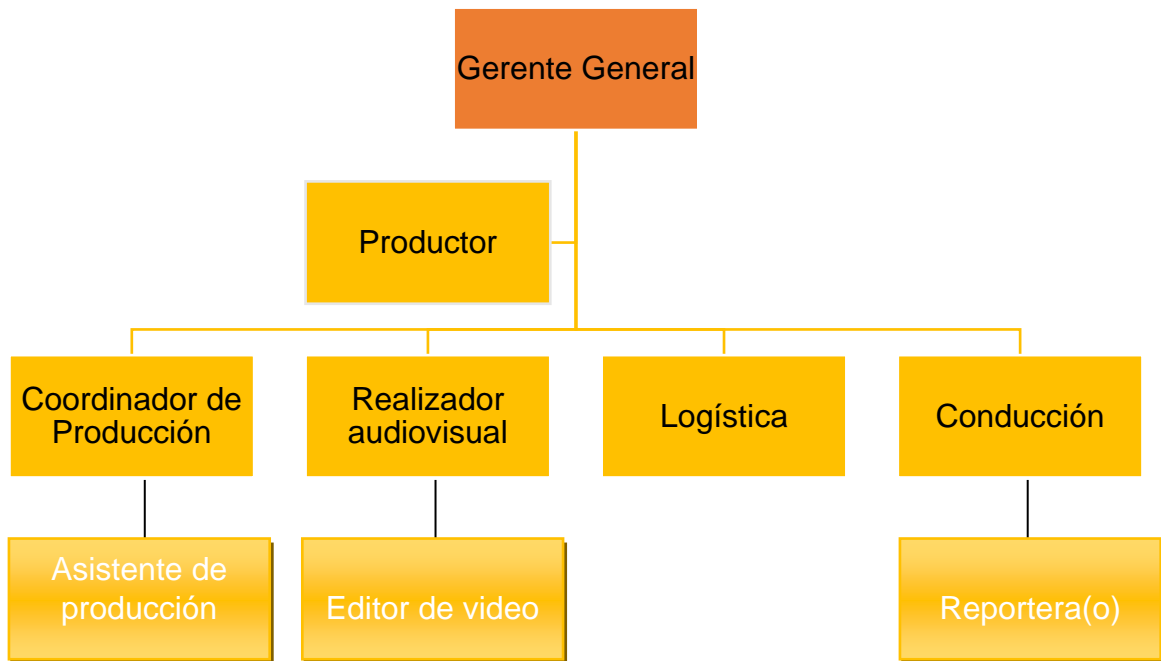 Gerente General
Productor
Coordinador de
Producción
Realizador
audiovisual
Logística
Conducción
Asistente de
producción
Editor de video
Reportera(o)